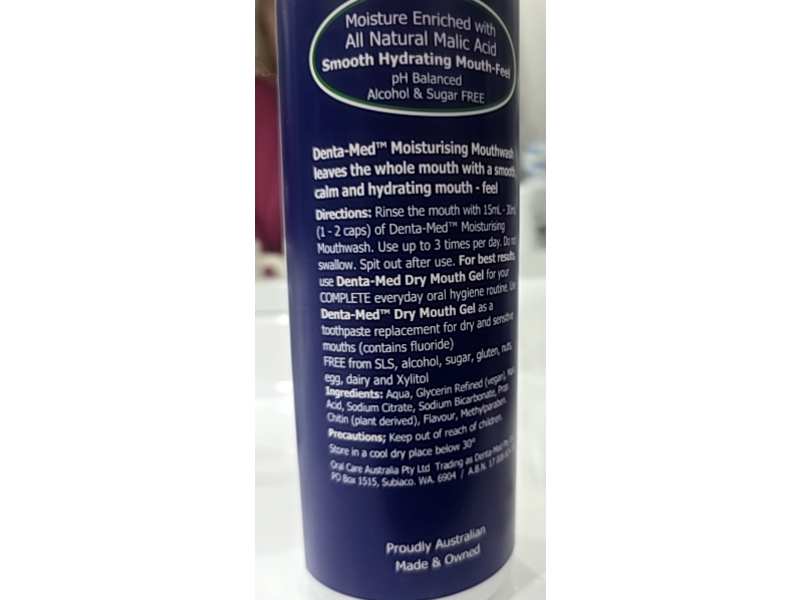 Moisture Enriched with
All Natural Malic Acid
Smooth Hydrating Mouth-Feel
pH Balanced
Alcohol & Sugar FREE
Denta-Med™ Moisturising Mouthwash
leaves the whole mouth with a smooth
calm and hydrating mouth - feel
Directions: Rinse the mouth with 15mL - 30mL
(1 - 2 caps) of Denta-Med™ Moisturising
Mouthwash. Use up to 3 times per day. Do not
swallow. Spit out after use. For best results
use Denta-Med Dry Mouth Gel for your
COMPLETE everyday oral hygiene routine. Use
Denta-Med™ Dry Mouth Gel as a
toothpaste replacement for dry and sensitive
mouths (contains fluoride)
FREE from SLS, alcohol, sugar, gluten, nuts,
egg, dairy and Xylitol
Ingredients: Aqua, Glycerin Refined (vegan),
Acid, Sodium Citrate, Sodium Bicarbonate,
Chitin (plant derived), Flavour, Methylparaben.
Precautions; Keep out of reach of children.
Store in a cool dry place below 30°
Oral Care Australia Pty Ltd Trading as Denta-Med
PO Box 1515, Subiaco. WA. 6904 / A.B.N. 17
Proudly Australian
Made & Owned